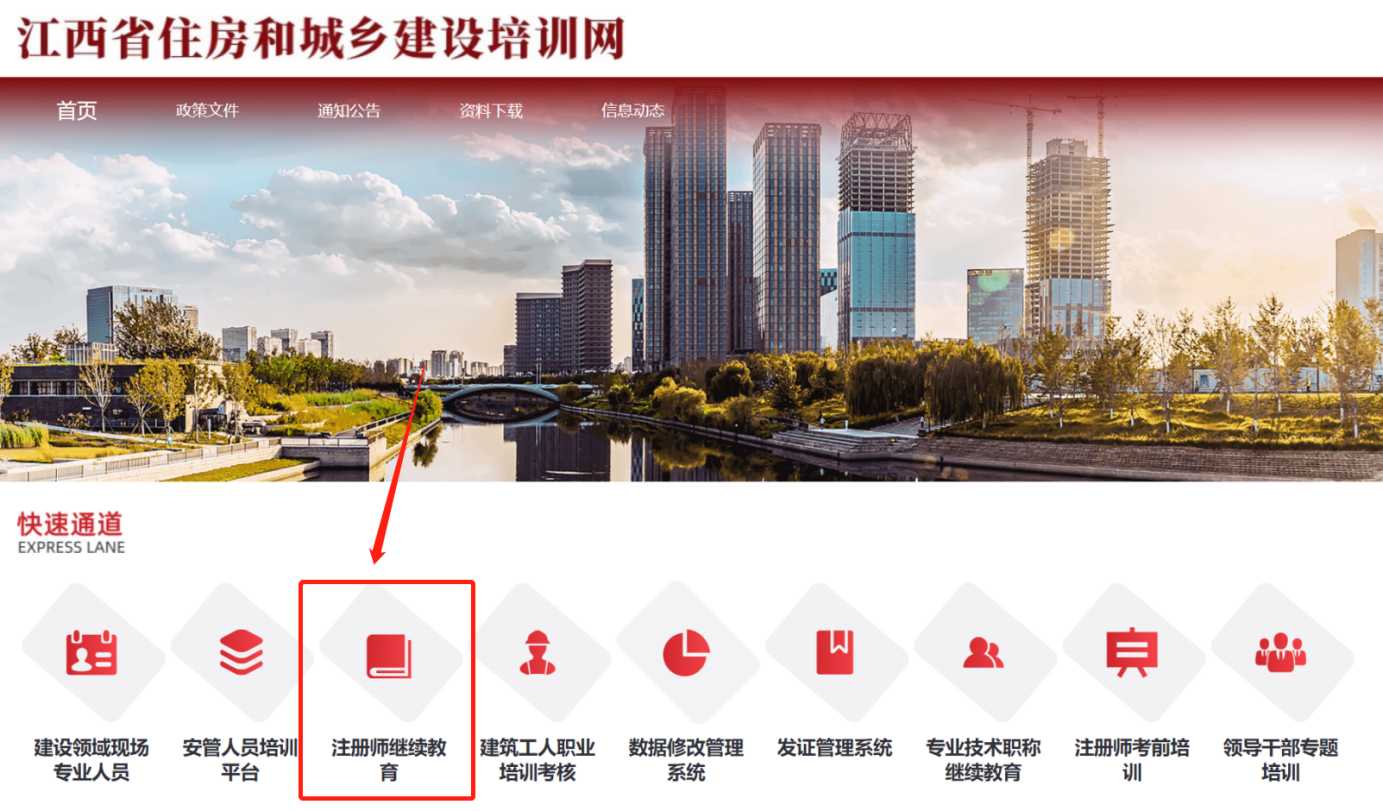 江西省住房和城乡建设培训网
首页 政策文件 通知公告 资料下载 信息动态
快速通道
EXPRESS LANE
建设领域现场
专业人员
安管人员培训
平台
注册师继续教
育
建筑工人职业
培训考核
数据修改管理
系统
发证管理系统
专业技术职称
继续教育
注册师考前培
训
领导干部专题
培训